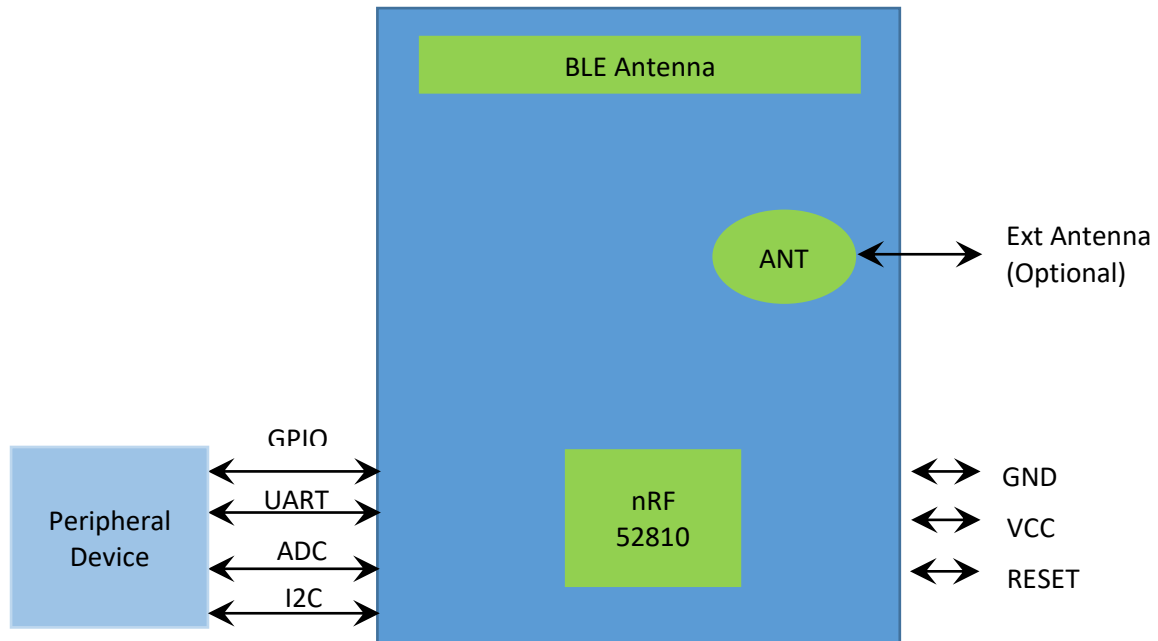 BLE Antenna
ANT
Ext Antenna
(Optional)
GPIO
UART
ADC
I2C
Peripheral
Device
nRF
52810
GND
VCC
RESET